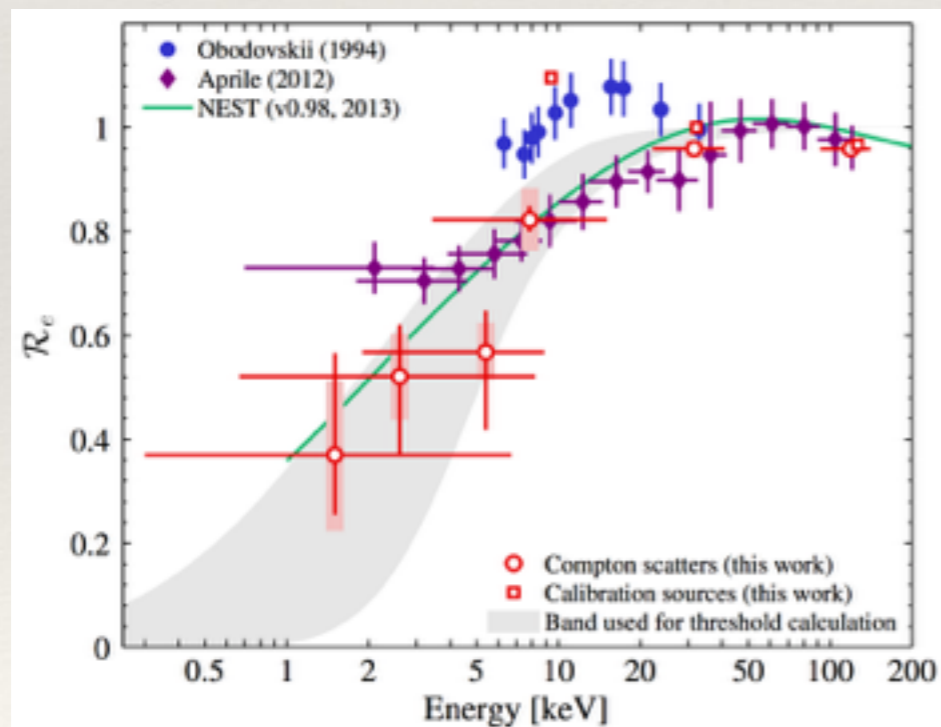 Obodovskii (1994)
Aprile (2012)
NEST (v0.98, 2013)
1
0.8
0.6
0.4
0.2
0
ℛe
Compton scatters (this work)
Calibration sources (this work)
Band used for threshold calculation
0.5 1 2 5 10 20 50 100 200
Energy [keV]